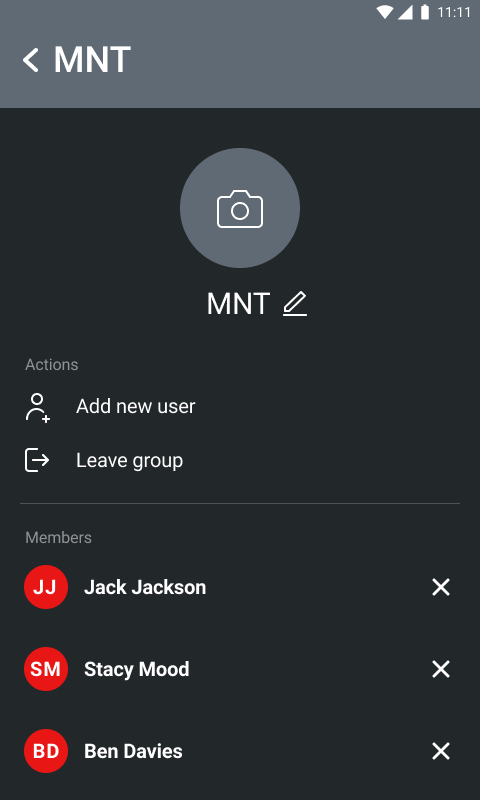 11:11
MNT
MNT
Actions
Add new user
Leave group
Members
JJ Jack Jackson
SM Stacy Mood
BD Ben Davies